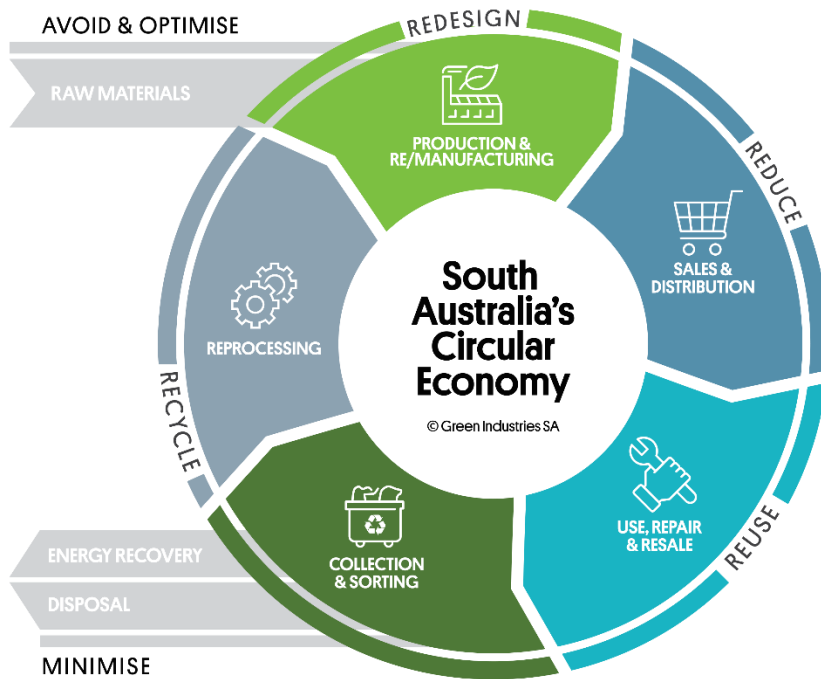 AVOID & OPTIMISE
RAW MATERIALS
REDESIGN
PRODUCTION &
RE/MANUFACTURING
REDUCE
SALES &
DISTRIBUTION
South
Australia's
Circular
Economy
© Green Industries SA
REPROCESSING
RECYCLE
USE, REPAIR
& RESALE
REUSE
COLLECTION
& SORTING
ENERGY RECOVERY
DISPOSAL
MINIMISE